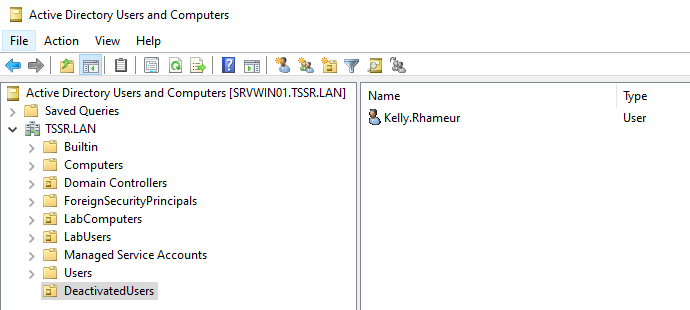 Active Directory Users and Computers
File Action View Help
Active Directory Users and Computers [SRVWIN01.TSSR.LAN]
Saved Queries
TSSR.LAN
Builtin
Computers
Domain Controllers
ForeignSecurityPrincipals
LabComputers
LabUsers
Managed Service Accounts
Users
DeactivatedUsers
Name Type
Kelly.Rhameur User